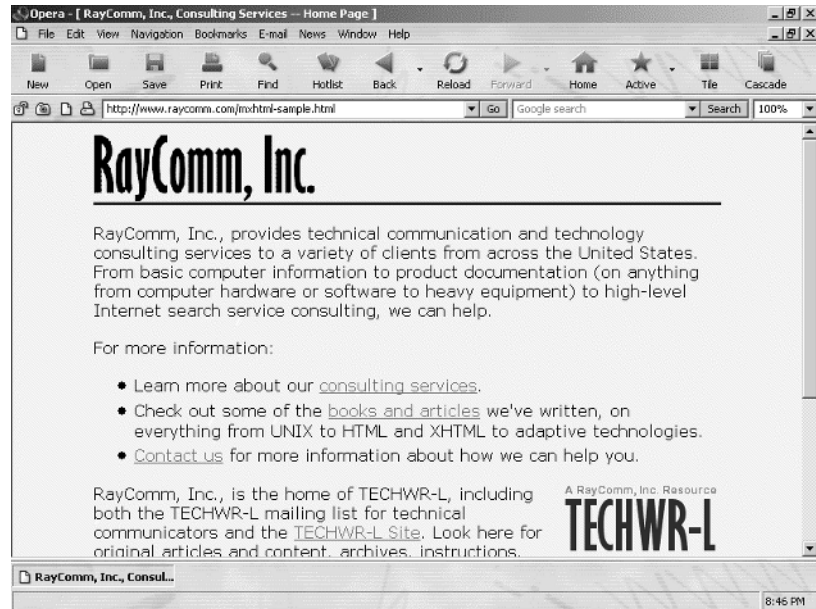 Opera - [ RayComm, Inc., Consulting Services -- Home Page ]
File Edit View Navigation Bookmarks E-mail News Window Help
New Open Save Print Find Hotlist Back Reload Forward Home Active Tile Cascade
http://www.raycomm.com/mxhtml-sample.html Go Google search Search 100%
RayComm, Inc.
RayComm, Inc., provides technical communication and technology
consulting services to a variety of clients from across the United States.
From basic computer information to product documentation (on anything
from computer hardware or software to heavy equipment) to high-level
Internet search service consulting, we can help.
For more information:
Learn more about our consulting services.
Check out some of the books and articles we've written, on
everything from UNIX to HTML and XHTML to adaptive technologies.
Contact us for more information about how we can help you.
RayComm, Inc., is the home of TECHWR-L, including
both the TECHWR-L mailing list for technical
communicators and the TECHWR-L Site. Look here for
original articles and content, archives, instructions,
A RayComm, Inc. Resource
TECHWR-L
RayComm, Inc., Consul...
8:46 PM